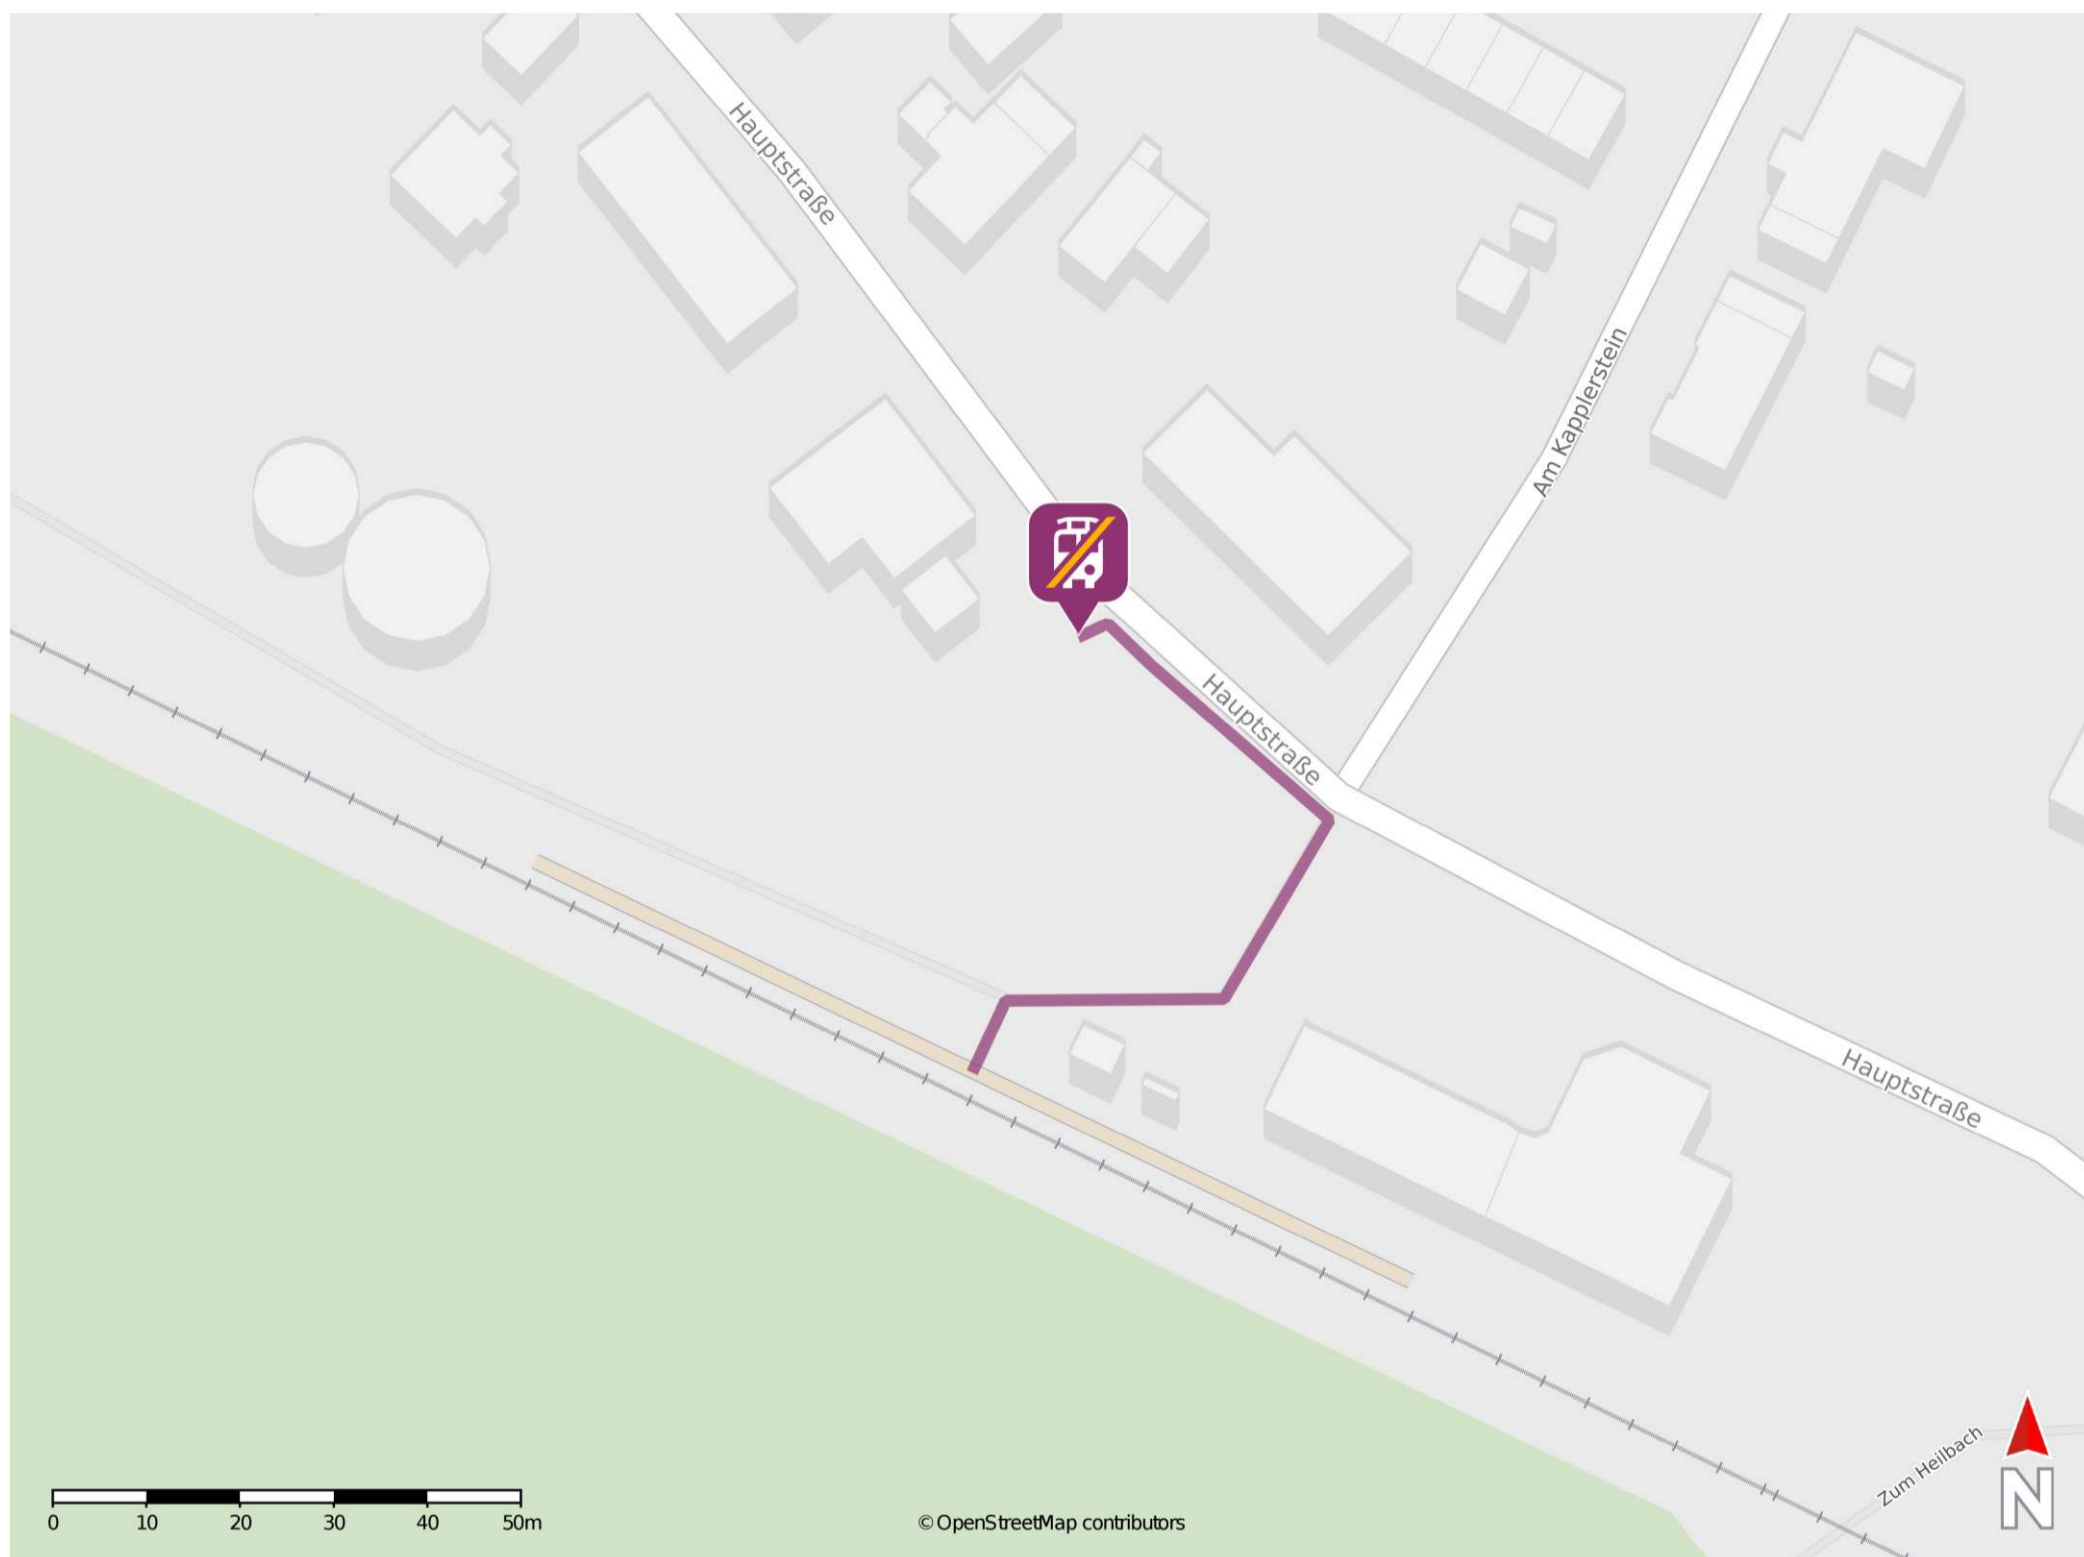 Hauptstraße
Am Kapplerstein
Hauptstraße
Hauptstraße
Zum Heilbach
N
0 10 20 30 40 50m
© OpenStreetMap contributors